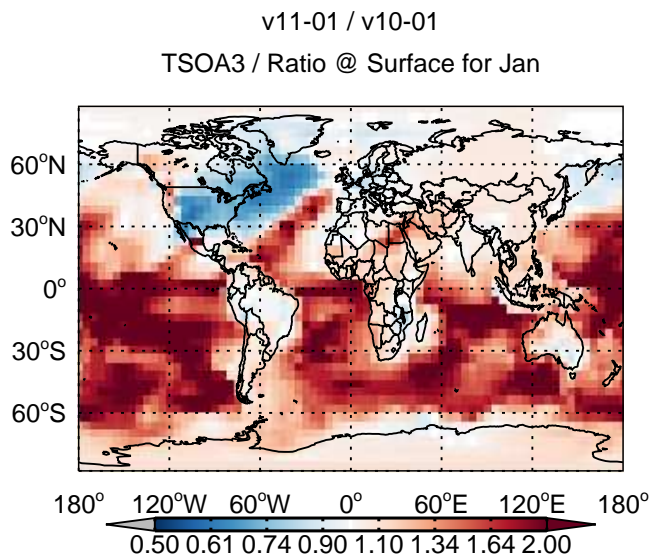 v11-01 / v10-01
TSOA3 / Ratio @ Surface for Jan
60°N
30°N
0°
30°S
60°S
180° 120°W 60°W 0° 60°E 120°E 180°
0.50 0.61 0.74 0.90 1.10 1.34 1.64 2.00